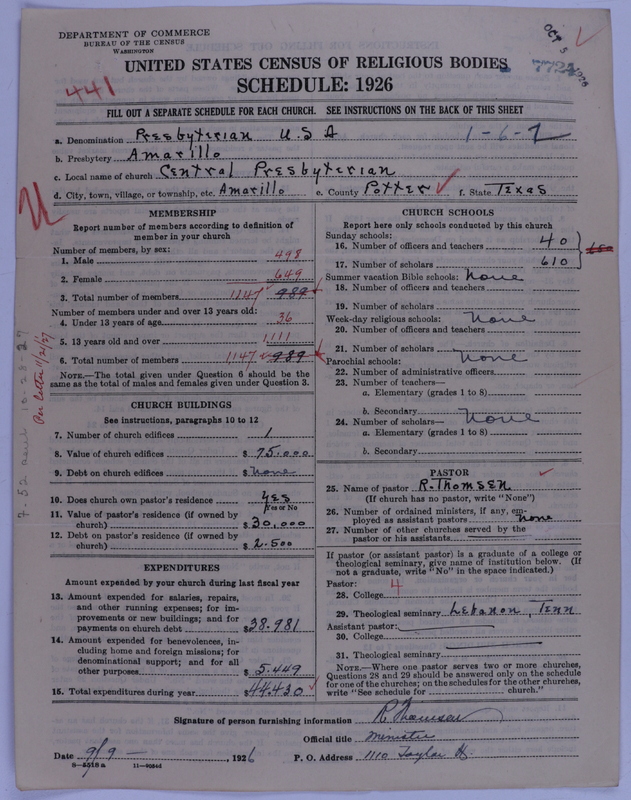 DEPARTMENT OF COMMERCE
BUREAU OF THE CENSUS
WASHINGTON
OCT 5 1926
UNITED STATES CENSUS OF RELIGIOUS BODIES
SCHEDULE: 1926
441
FILL OUT A SEPARATE SCHEDULE FOR EACH CHURCH. SEE INSTRUCTIONS ON THE BACK OF THIS SHEET
a. Denomination Presbyterian U.S.A 1-6-2
b. Presbytery Amarillo
c. Local name of church Central Presbyterian
d. City, town, village, or township, etc. Amarillo e. County Potter f. State Texas
MEMBERSHIP
Report number of members according to definition of member in your church
Number of members, by sex:
1. Male 498
2. Female 649
3. Total number of members 1147 989
Number of members under and over 13 years old:
4. Under 13 years of age 36
5. 13 years old and over 1111
6. Total number of members 1147 989
NOTE.—The total given under Question 6 should be the same as the total of males and females given under Question 3.
Per letter 11/2/27
CHURCH BUILDINGS
See instructions, paragraphs 10 to 12
7. Number of church edifices 1
8. Value of church edifices $ 75.000
9. Debt on church edifices $ None
10. Does church own pastor's residence Yes
Yes or No
11. Value of pastor's residence (if owned by church) $ 30,000
12. Debt on pastor's residence (if owned by church) $ 2.500
EXPENDITURES
Amount expended by your church during last fiscal year
13. Amount expended for salaries, repairs, and other running expenses; for improvements or new buildings; and for payments on church debt $ 38.981
14. Amount expended for benevolences, including home and foreign missions; for denominational support; and for all other purposes $ 5.449
15. Total expenditures during year $ 44.430
CHURCH SCHOOLS
Report here only schools conducted by this church
Sunday schools:
16. Number of officers and teachers 40
17. Number of scholars 610
Summer vacation Bible schools: None
18. Number of officers and teachers
19. Number of scholars
Week-day religious schools: None
20. Number of officers and teachers
21. Number of scholars
Parochial schools: None
22. Number of administrative officers
23. Number of teachers—
a. Elementary (grades 1 to 8)
b. Secondary
24. Number of scholars— None
a. Elementary (grades 1 to 8)
b. Secondary
PASTOR
25. Name of pastor R. Thomsen
(If church has no pastor, write "None")
26. Number of ordained ministers, if any, employed as assistant pastors None
27. Number of other churches served by the pastor or his assistants
If pastor (or assistant pastor) is a graduate of a college or theological seminary, give name of institution below. (If not a graduate, write "No" in the space indicated.)
Pastor:
28. College 4
29. Theological seminary Lebanon, Tenn
Assistant pastor:
30. College
31. Theological seminary
NOTE.—Where one pastor serves two or more churches, Questions 28 and 29 should be answered only on the schedule for one of the churches; on the schedules for the other churches, write "See schedule for church."
Signature of person furnishing information R Thomsen
Official title Minister
Date 9/9 —, 1926 P. O. Address 1110 Taylor St.
8—5518 a 11—9034d